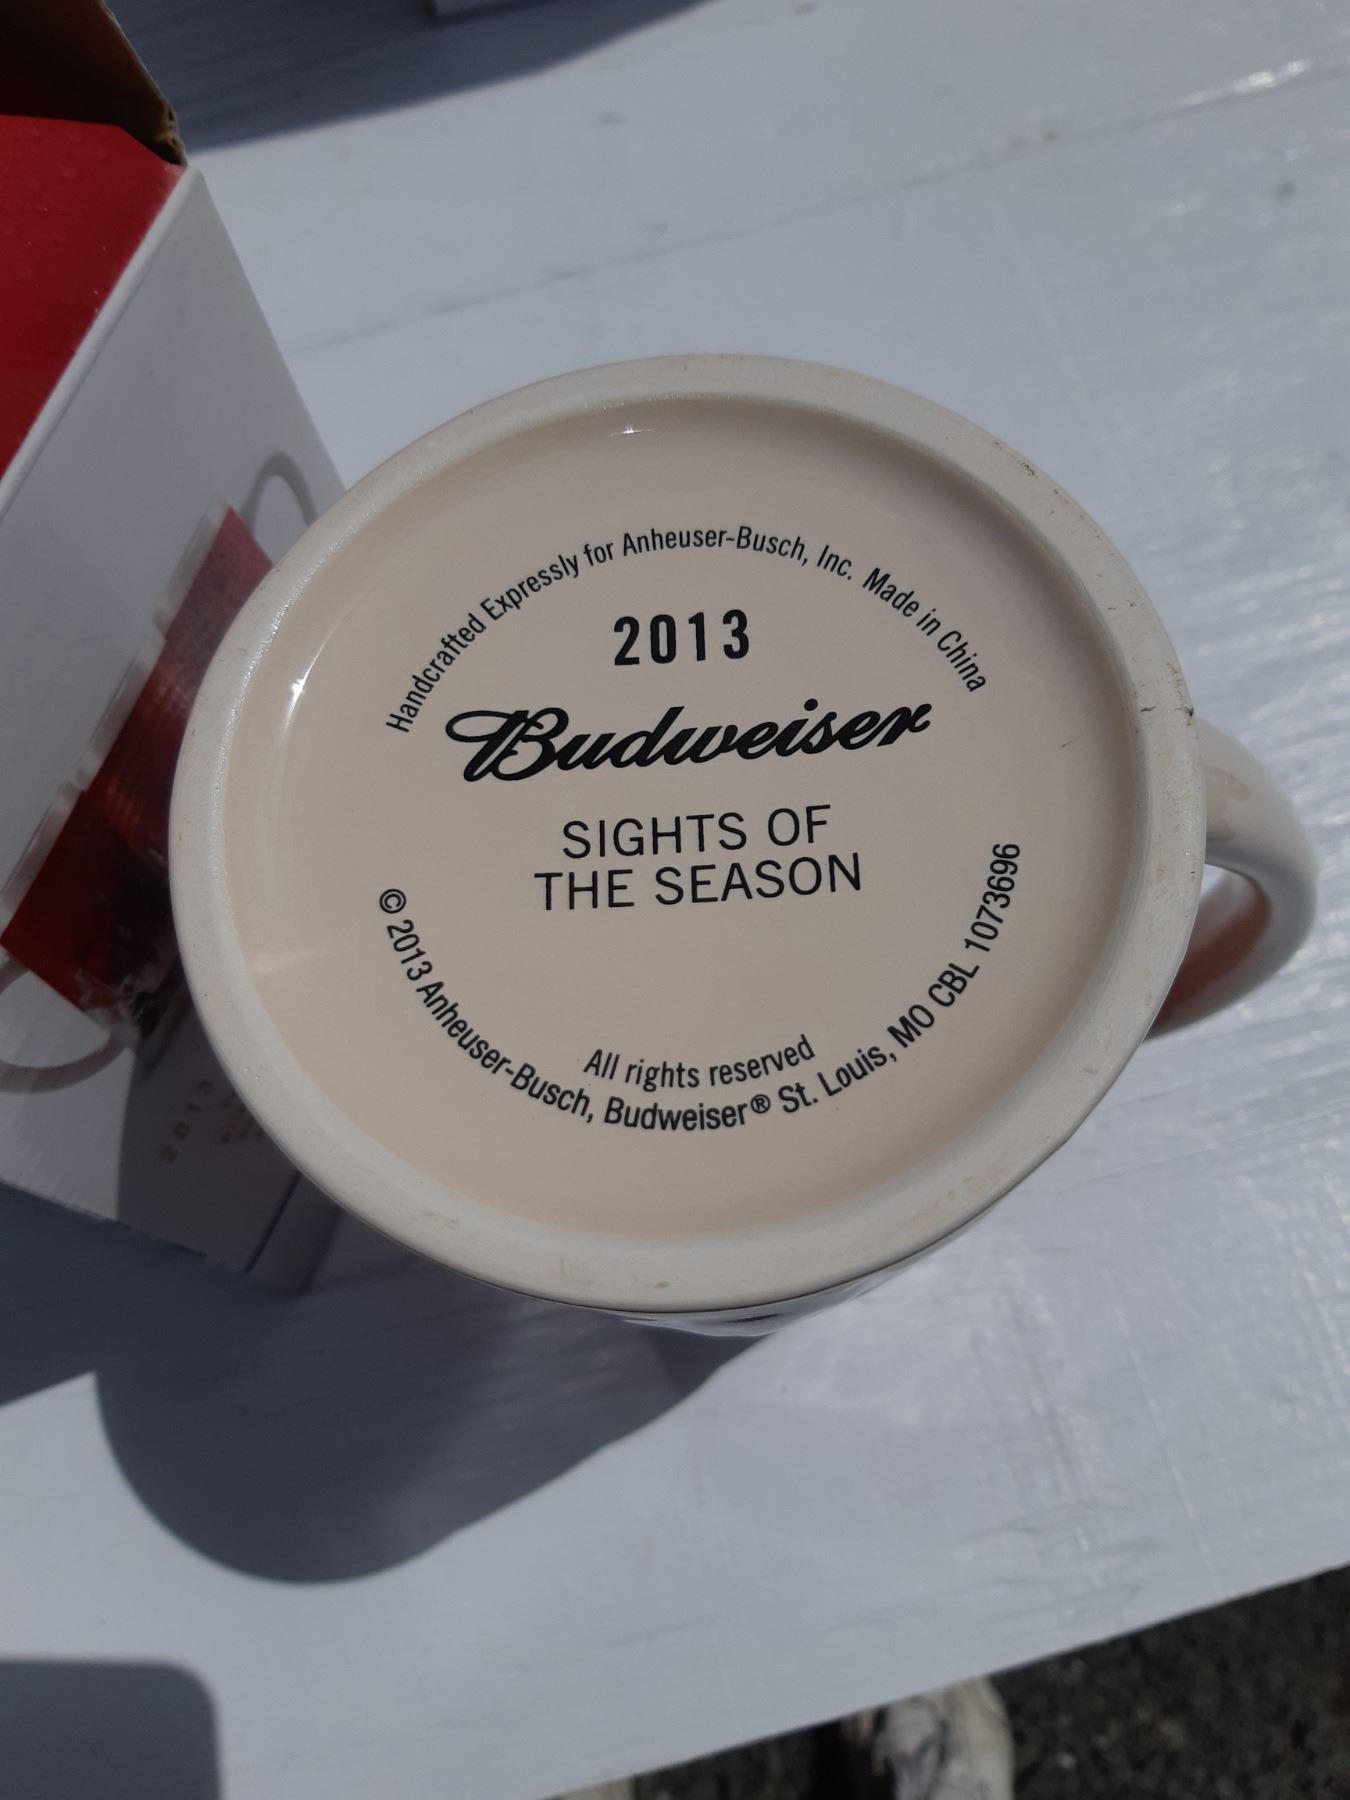 Handcrafted Expressly for Anheuser-Busch, Inc. Made in China
2013
Budweiser
SIGHTS OF
THE SEASON
All rights reserved
© 2013 Anheuser-Busch, Budweiser® St. Louis, MO CBL 1073696
2013